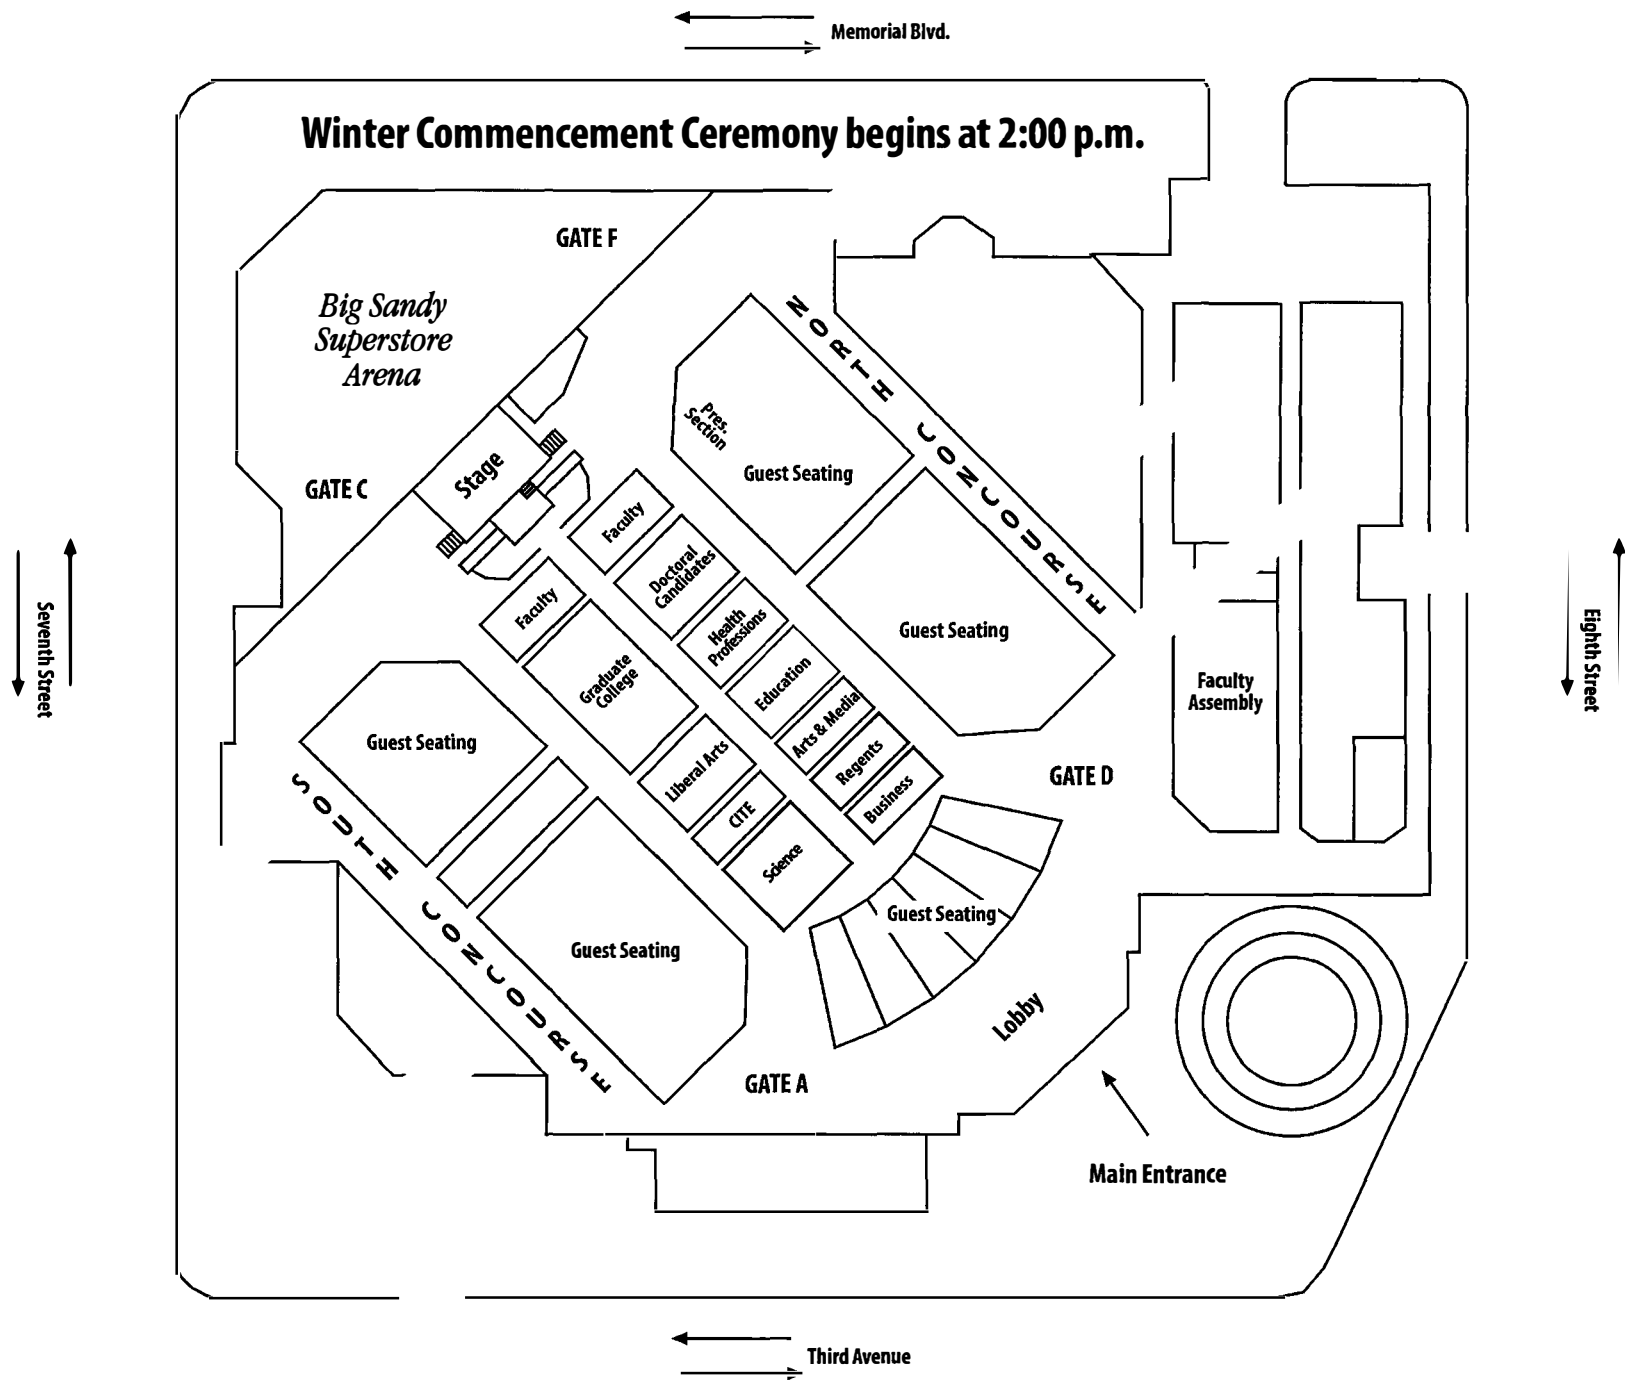 Memorial Blvd.
Winter Commencement Ceremony begins at 2:00 p.m.
GATE F
Big Sandy
Superstore
Arena
NORTH CONCOURSE
Pres.
Section
Guest Seating
Stage
GATE C
Faculty
Doctoral
Candidates
Faculty
Health
Professions
Guest Seating
Seventh Street
Eighth Street
Graduate
College
Education
Faculty
Assembly
Guest Seating
Arts & Media
Liberal Arts
Regents
GATE D
SOUTH CONCOURSE
CITE
Business
Science
Guest Seating
Guest Seating
Lobby
GATE A
Main Entrance
Third Avenue